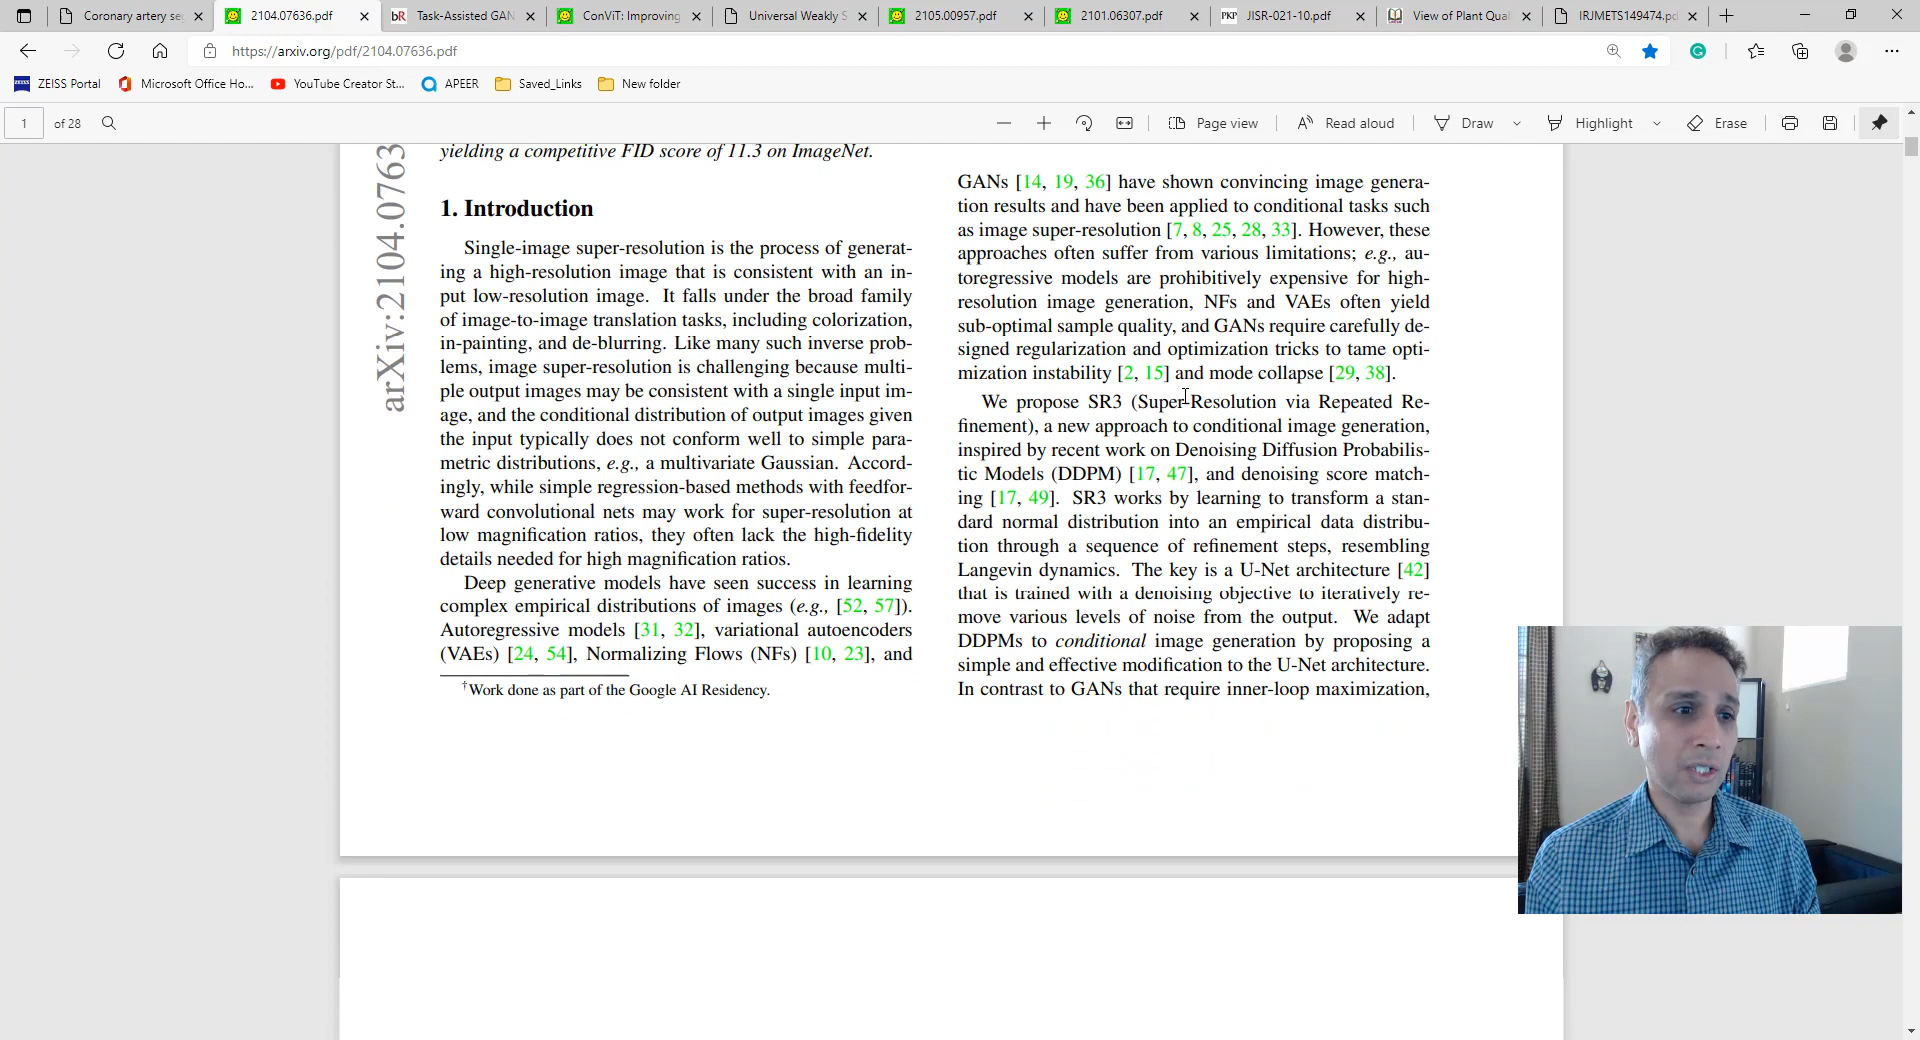 Coronary artery se
2104.07636.pdf
bR Task-Assisted GAN
ConViT: Improving
Universal Weakly S
2105.00957.pdf
2101.06307.pdf
PKP JISR-021-10.pdf
View of Plant Qual
IRJMETS149474.pd
https://arxiv.org/pdf/2104.07636.pdf
ZEISS Portal
Microsoft Office Ho...
YouTube Creator St...
APEER
Saved_Links
New folder
1 of 28
Page view
Read aloud
Draw
Highlight
Erase
arXiv:2104.0763
yielding a competitive FID score of 11.3 on ImageNet.
1. Introduction
Single-image super-resolution is the process of generat-
ing a high-resolution image that is consistent with an in-
put low-resolution image. It falls under the broad family
of image-to-image translation tasks, including colorization,
in-painting, and de-blurring. Like many such inverse prob-
lems, image super-resolution is challenging because multi-
ple output images may be consistent with a single input im-
age, and the conditional distribution of output images given
the input typically does not conform well to simple para-
metric distributions, e.g., a multivariate Gaussian. Accord-
ingly, while simple regression-based methods with feedfor-
ward convolutional nets may work for super-resolution at
low magnification ratios, they often lack the high-fidelity
details needed for high magnification ratios.
Deep generative models have seen success in learning
complex empirical distributions of images (e.g., [52, 57]).
Autoregressive models [31, 32], variational autoencoders
(VAEs) [24, 54], Normalizing Flows (NFs) [10, 23], and
†Work done as part of the Google AI Residency.
GANs [14, 19, 36] have shown convincing image genera-
tion results and have been applied to conditional tasks such
as image super-resolution [7, 8, 25, 28, 33]. However, these
approaches often suffer from various limitations; e.g., au-
toregressive models are prohibitively expensive for high-
resolution image generation, NFs and VAEs often yield
sub-optimal sample quality, and GANs require carefully de-
signed regularization and optimization tricks to tame opti-
mization instability [2, 15] and mode collapse [29, 38].
We propose SR3 (Super-Resolution via Repeated Re-
finement), a new approach to conditional image generation,
inspired by recent work on Denoising Diffusion Probabilis-
tic Models (DDPM) [17, 47], and denoising score match-
ing [17, 49]. SR3 works by learning to transform a stan-
dard normal distribution into an empirical data distribu-
tion through a sequence of refinement steps, resembling
Langevin dynamics. The key is a U-Net architecture [42]
that is trained with a denoising objective to iteratively re-
move various levels of noise from the output. We adapt
DDPMs to conditional image generation by proposing a
simple and effective modification to the U-Net architecture.
In contrast to GANs that require inner-loop maximization,